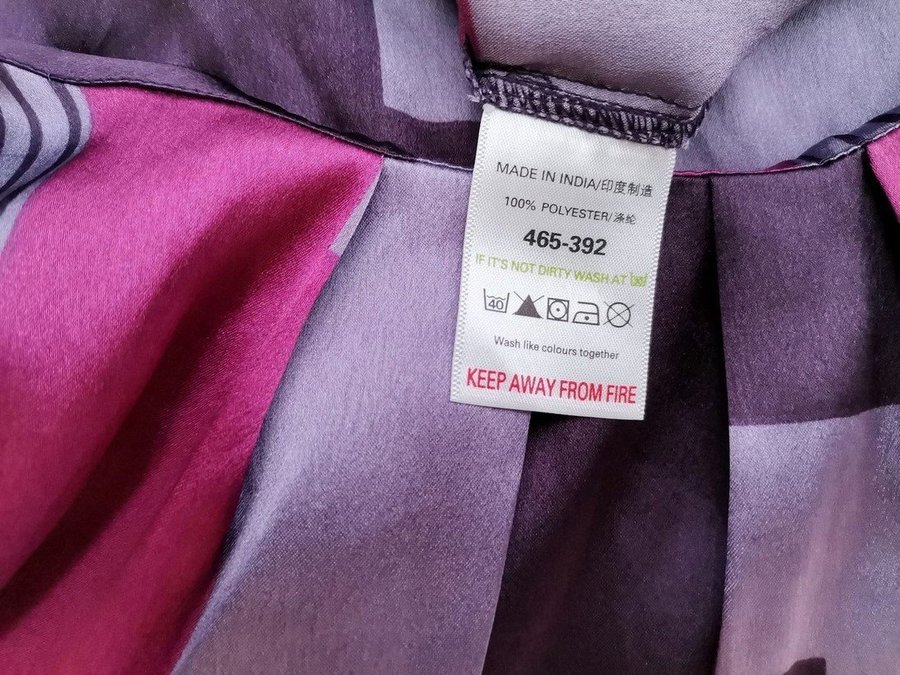 MADE IN INDIA/印度制造
100% POLYESTER/涤纶
465-392
IF IT'S NOT DIRTY WASH AT
40
Wash like colours together
KEEP AWAY FROM FIRE